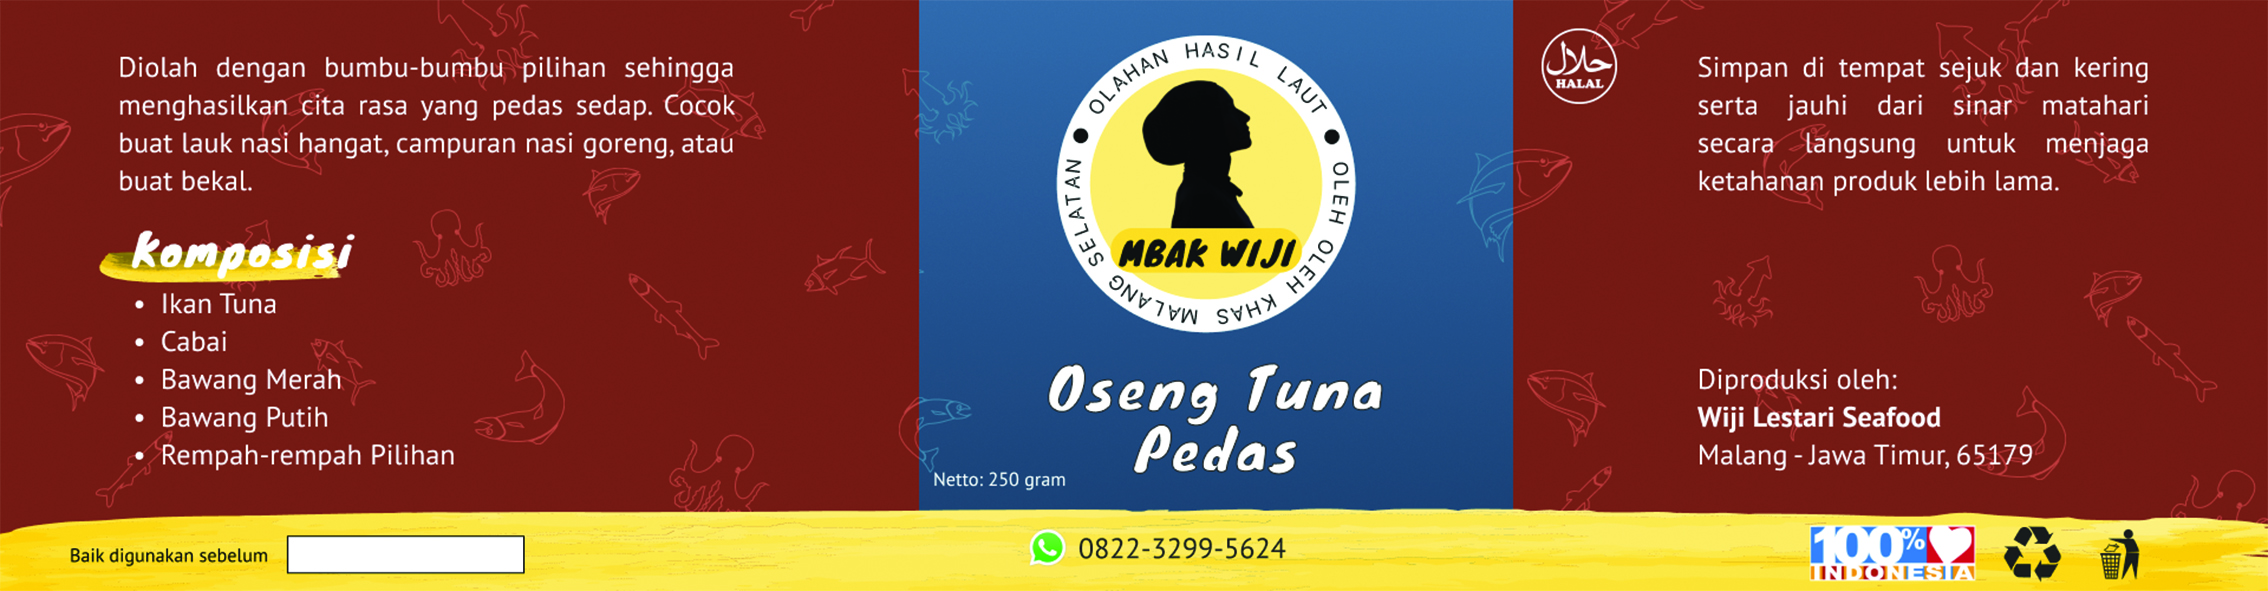 Diolah dengan bumbu-bumbu pilihan sehingga
menghasilkan cita rasa yang pedas sedap. Cocok
buat lauk nasi hangat, campuran nasi goreng, atau
buat bekal.
Komposisi
• Ikan Tuna
• Cabai
• Bawang Merah
• Bawang Putih
• Rempah-rempah Pilihan
Baik digunakan sebelum
OLAHAN HASIL LAUT • OLEH OLEH KHAS MALANG SELATAN •
MBAK WIJI
Oseng Tuna
Pedas
Netto: 250 gram
0822-3299-5624
حلال
HALAL
Simpan di tempat sejuk dan kering
serta jauhi dari sinar matahari
secara langsung untuk menjaga
ketahanan produk lebih lama.
Diproduksi oleh:
Wiji Lestari Seafood
Malang - Jawa Timur, 65179
100%
INDONESIA